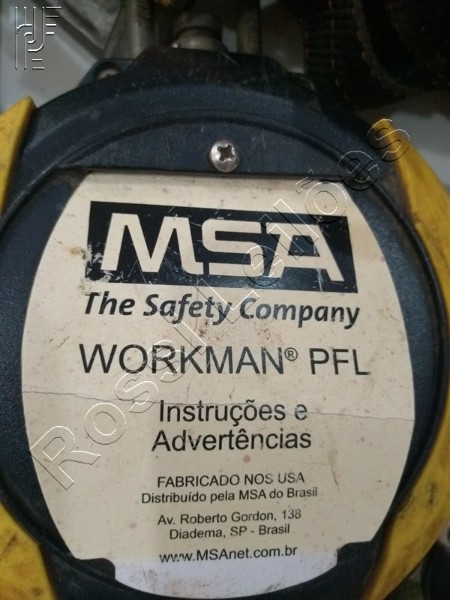 MSA
The Safety Company
WORKMAN® PFL
Instruções e
Advertências
FABRICADO NOS USA
Distribuído pela MSA do Brasil
Av. Roberto Gordon, 138
Diadema, SP - Brasil
www.MSAnet.com.br
Rossi Leilões